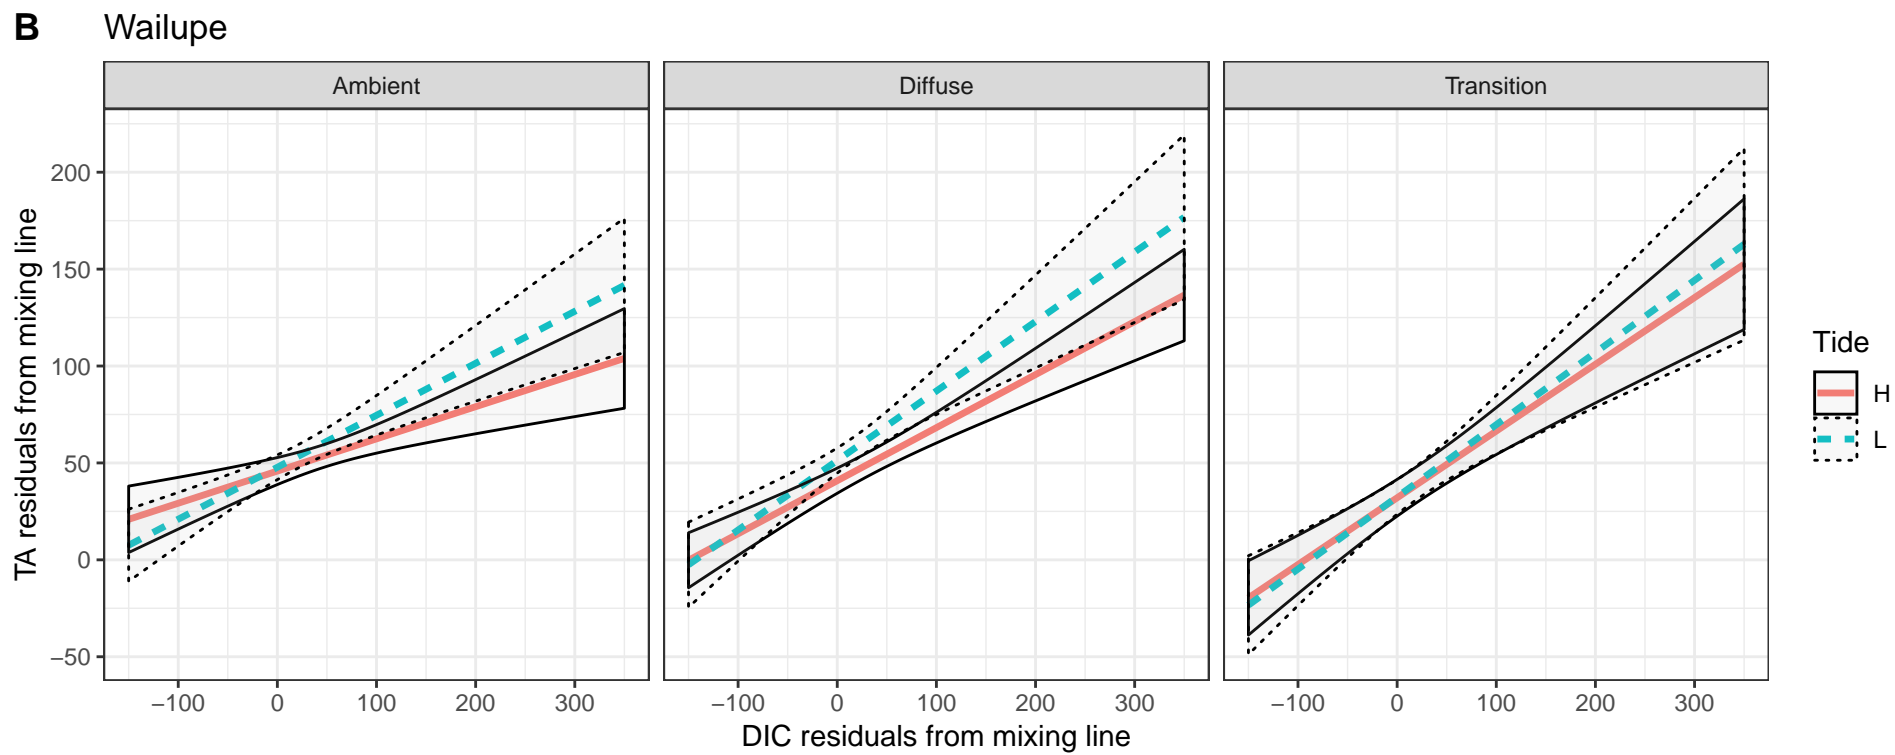 B Wailupe
Ambient Diffuse Transition
200
150
100
50
0
−50
TA residuals from mixing line
−100 0 100 200 300 −100 0 100 200 300 −100 0 100 200 300
DIC residuals from mixing line
Tide
H
L